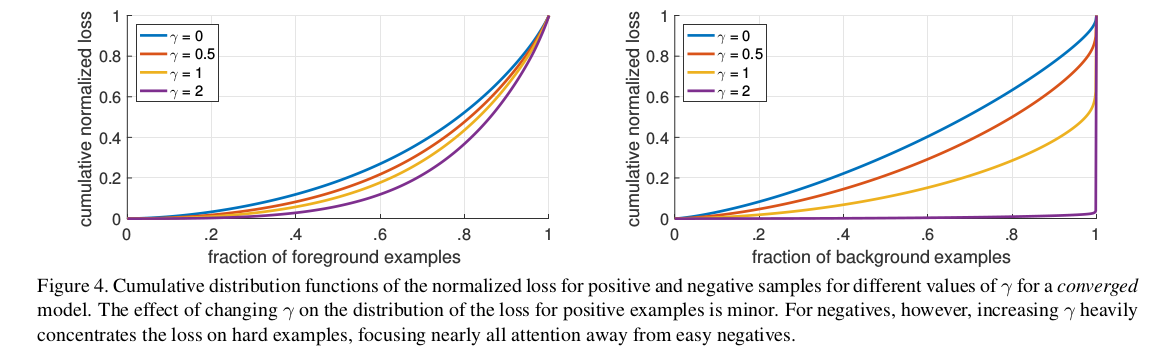 cumulative normalized loss
1
0.8
0.6
0.4
0.2
0
γ = 0
γ = 0.5
γ = 1
γ = 2
0 .2 .4 .6 .8 1
fraction of foreground examples
cumulative normalized loss
1
0.8
0.6
0.4
0.2
0
γ = 0
γ = 0.5
γ = 1
γ = 2
0 .2 .4 .6 .8 1
fraction of background examples
Figure 4. Cumulative distribution functions of the normalized loss for positive and negative samples for different values of γ for a converged
model. The effect of changing γ on the distribution of the loss for positive examples is minor. For negatives, however, increasing γ heavily
concentrates the loss on hard examples, focusing nearly all attention away from easy negatives.